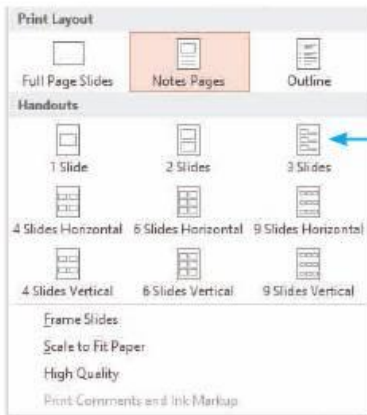 Print Layout
Full Page Slides Notes Pages Outline
Handouts
1 Slide 2 Slides 3 Slides
4 Slides Horizontal 6 Slides Horizontal 9 Slides Horizontal
4 Slides Vertical 6 Slides Vertical 9 Slides Vertical
Frame Slides
Scale to Fit Paper
High Quality
Print Comments and Ink Markup